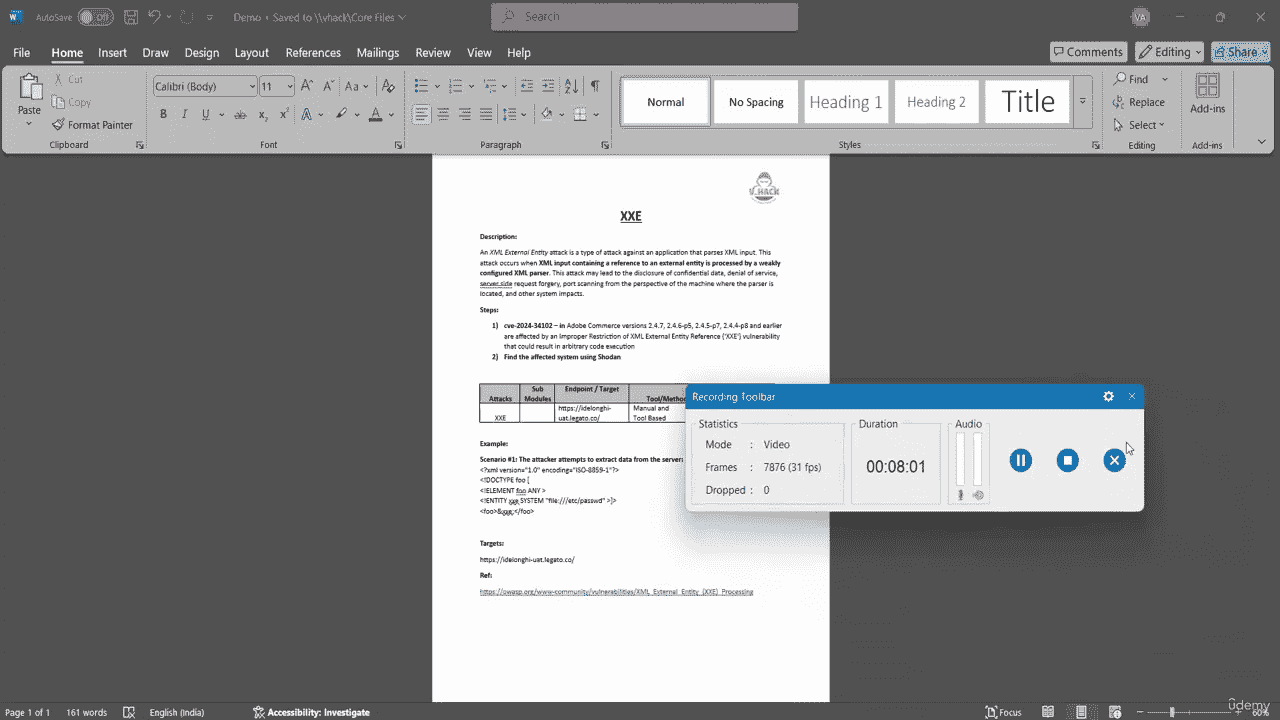 Demo • Saved to this PC
Search
VA
File Home Insert Draw Design Layout References Mailings Review View Help
Comments Editing Share
Paste
Cut
Copy
Format Painter
Clipboard
Calibri (Body) 11
Font
Paragraph
Normal
No Spacing
Heading 1
Heading 2
Title
Styles
Find
Replace
Select
Editing
Add-ins
Add-ins
V_HACK
XXE
Description:
An XML External Entity attack is a type of attack against an application that parses XML input. This
attack occurs when XML input containing a reference to an external entity is processed by a weakly
configured XML parser. This attack may lead to the disclosure of confidential data, denial of service,
server side request forgery, port scanning from the perspective of the machine where the parser is
located, and other system impacts.
Steps:
1) cve-2024-34102 – in Adobe Commerce versions 2.4.7, 2.4.6-p5, 2.4.5-p7, 2.4.4-p8 and earlier
are affected by an Improper Restriction of XML External Entity Reference ('XXE') vulnerability
that could result in arbitrary code execution
2) Find the affected system using Shodan
Attacks Sub Modules Endpoint / Target Tool/Metho
XXE https://idelonghi-uat.legato.co/ Manual and Tool Based
Example:
Scenario #1: The attacker attempts to extract data from the server:
<?xml version="1.0" encoding="ISO-8859-1"?>
<!DOCTYPE foo [
<!ELEMENT foo ANY >
<!ENTITY xxe SYSTEM "file:///etc/passwd" >]>
<foo>&xxe;</foo>
Targets:
https://idelonghi-uat.legato.co/
Ref:
https://owasp.org/www-community/vulnerabilities/XML_External_Entity_(XXE)_Processing
Recording Toolbar
Statistics
Mode : Video
Frames : 7876 (31 fps)
Dropped : 0
Duration
00:08:01
Audio
Page 1 of 1 161 words English (India) Accessibility: Investigate
Focus
60%
Udemy